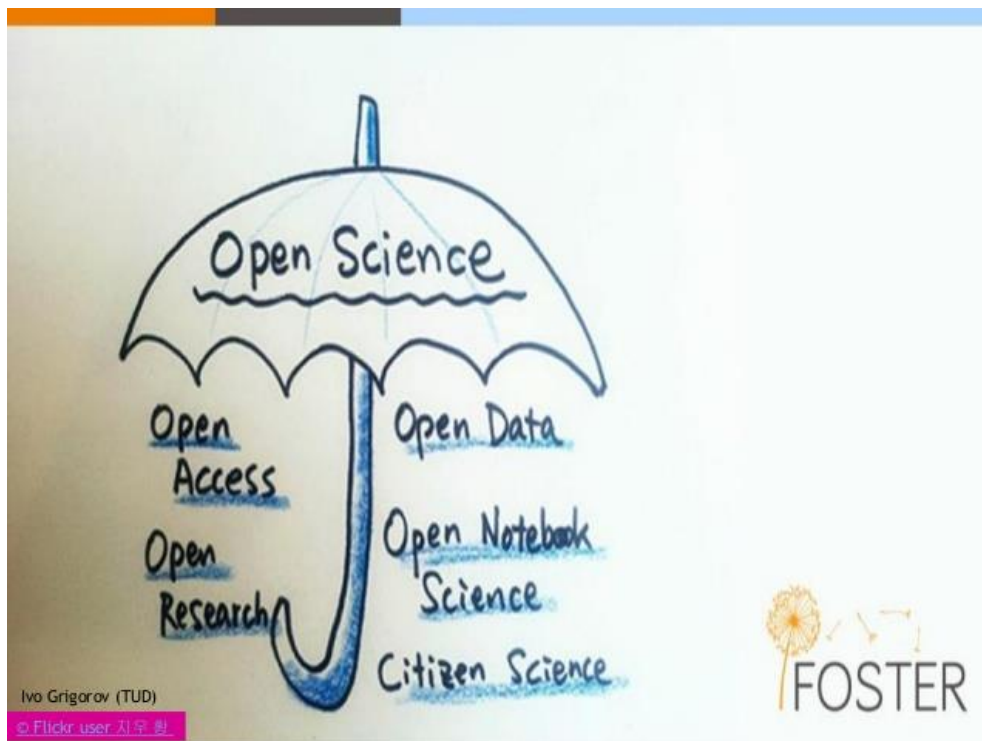 Open Science
Open
Access
Open
Research
Open Data
Open Notebook
Science
Citizen Science
Ivo Grigorov (TUD)
© Flickr user 지우 황
FOSTER